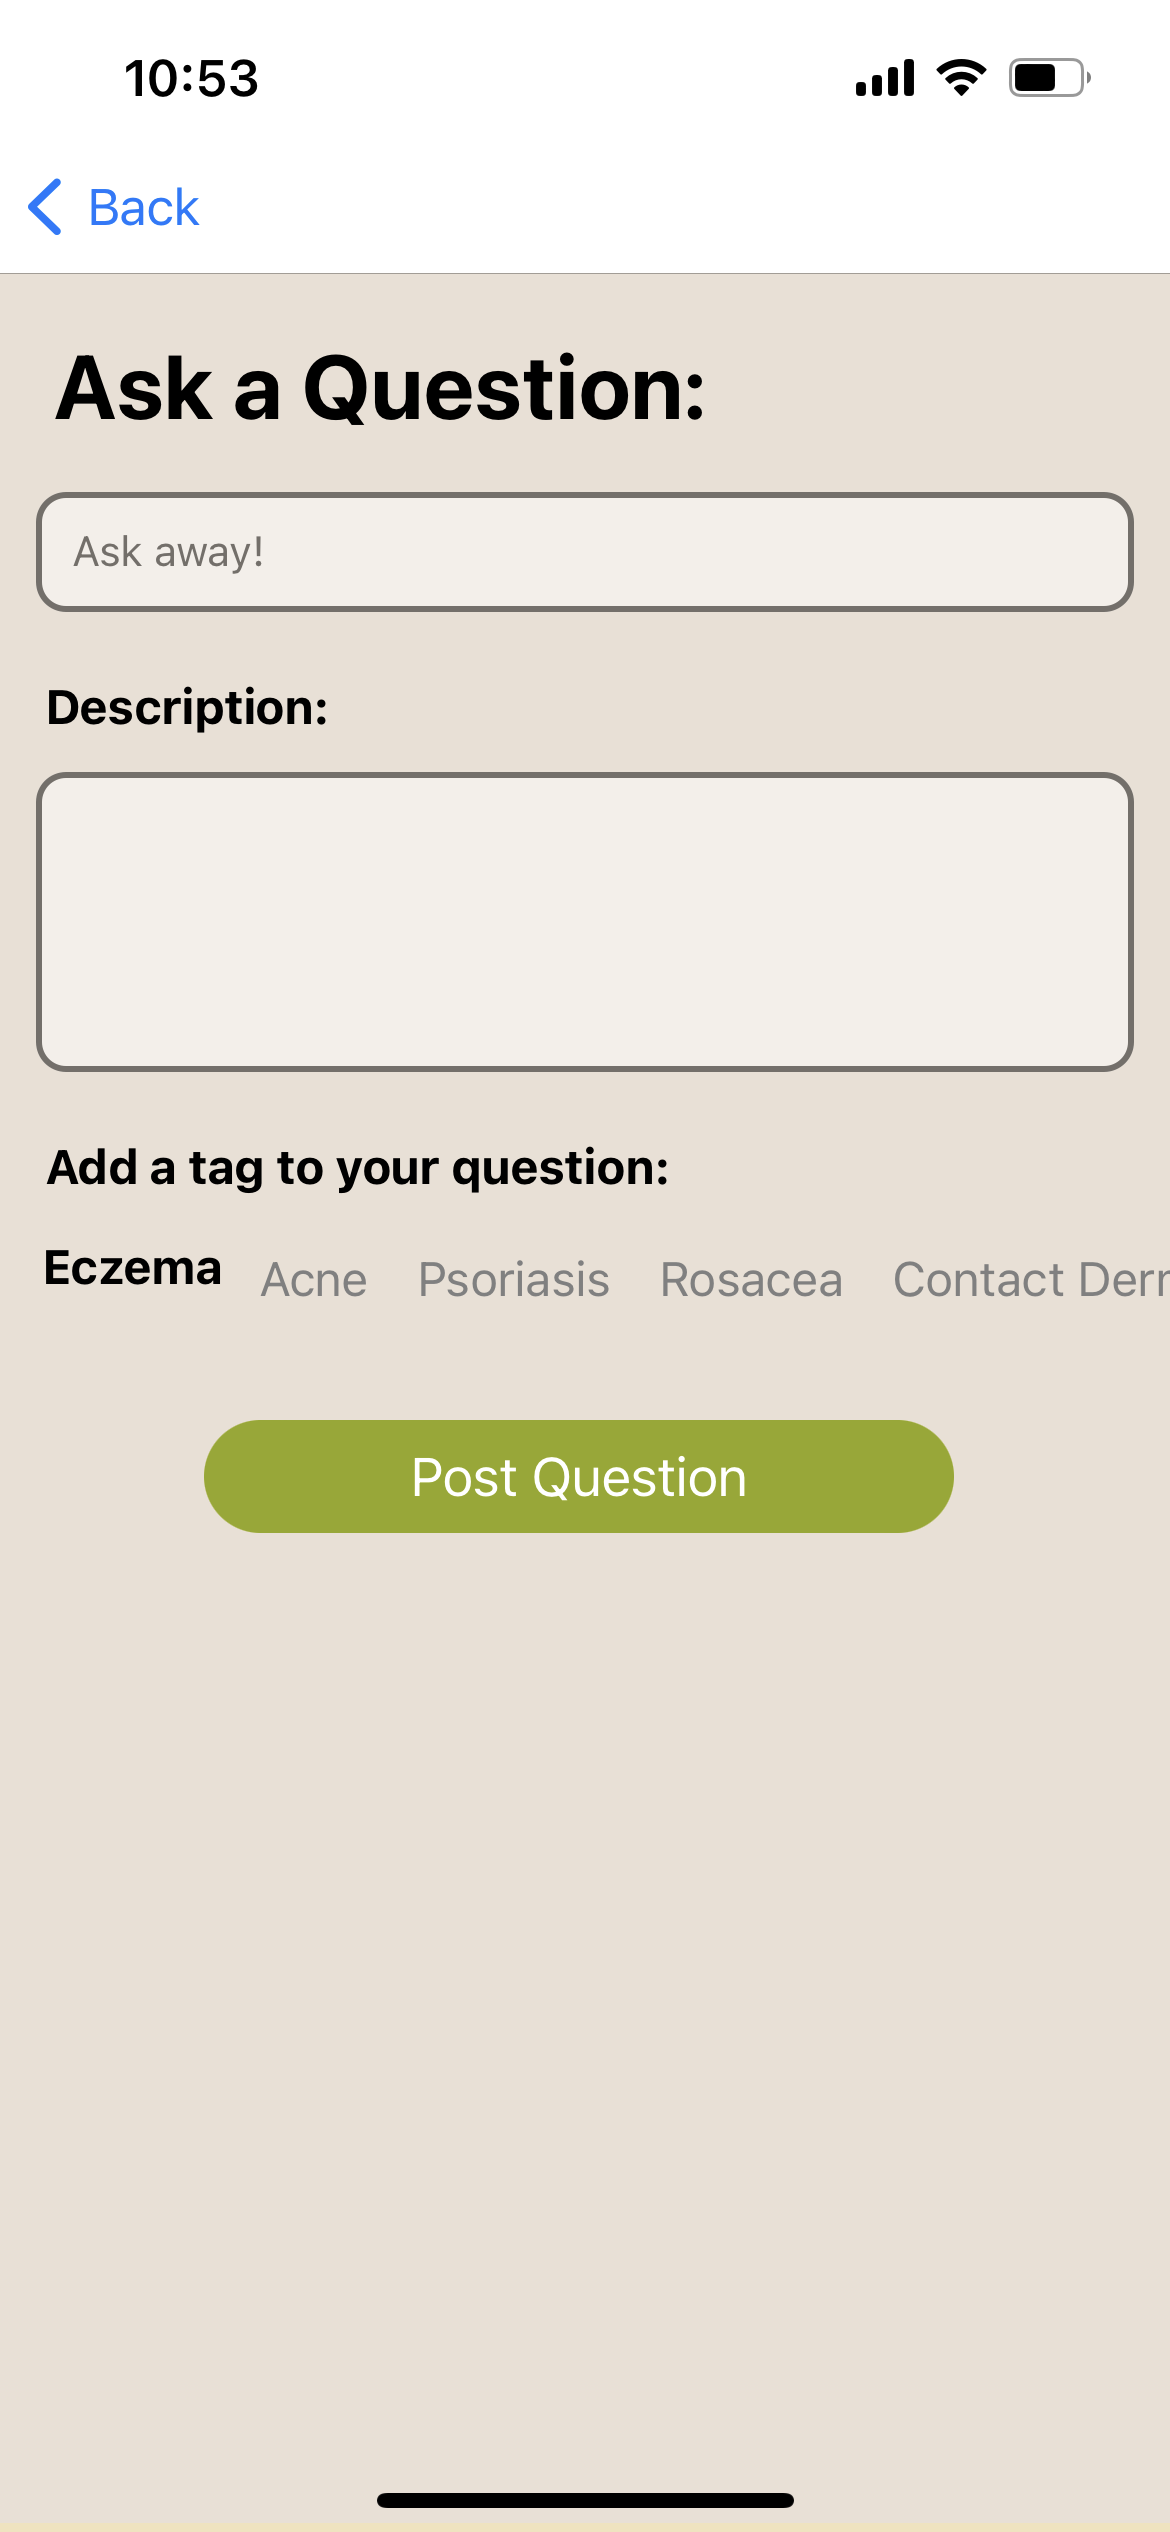 10:53
Back
Ask a Question:
Ask away!
Description:
Add a tag to your question:
Eczema Acne Psoriasis Rosacea Contact
Post Question